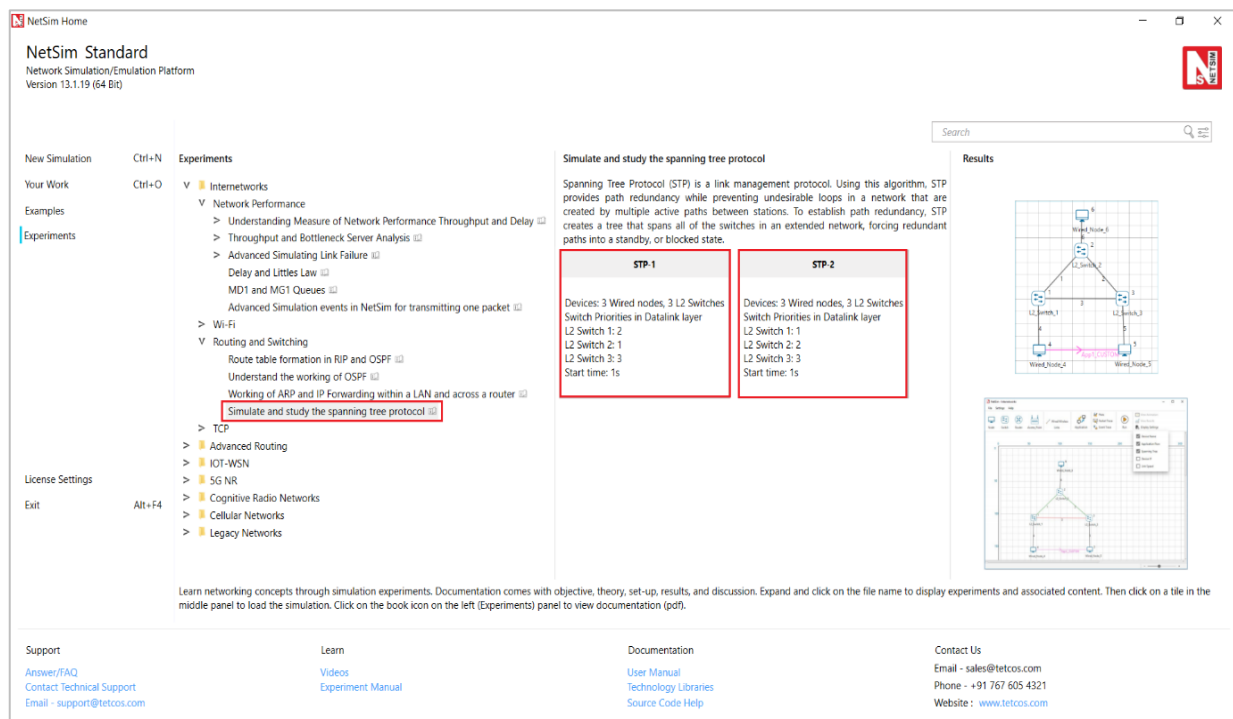 NetSim Home
NetSim Standard
Network Simulation/Emulation Platform
Version 13.1.19 (64 Bit)
NETSIM
Search
New Simulation Ctrl+N
Your Work Ctrl+O
Examples
Experiments
License Settings
Exit Alt+F4
Experiments
Internetworks
Network Performance
Understanding Measure of Network Performance Throughput and Delay
Throughput and Bottleneck Server Analysis
Advanced Simulating Link Failure
Delay and Littles Law
MD1 and MG1 Queues
Advanced Simulation events in NetSim for transmitting one packet
Wi-Fi
Routing and Switching
Route table formation in RIP and OSPF
Understand the working of OSPF
Working of ARP and IP Forwarding within a LAN and across a router
Simulate and study the spanning tree protocol
TCP
Advanced Routing
IOT-WSN
5G NR
Cognitive Radio Networks
Cellular Networks
Legacy Networks
Simulate and study the spanning tree protocol
Spanning Tree Protocol (STP) is a link management protocol. Using this algorithm, STP
provides path redundancy while preventing undesirable loops in a network that are
created by multiple active paths between stations. To establish path redundancy, STP
creates a tree that spans all of the switches in an extended network, forcing redundant
paths into a standby, or blocked state.
STP-1
Devices: 3 Wired nodes, 3 L2 Switches
Switch Priorities in Datalink layer
L2 Switch 1: 2
L2 Switch 2: 1
L2 Switch 3: 3
Start time: 1s
STP-2
Devices: 3 Wired nodes, 3 L2 Switches
Switch Priorities in Datalink layer
L2 Switch 1: 1
L2 Switch 2: 2
L2 Switch 3: 3
Start time: 1s
Results
6
Wired_Node_6
6
2
L2_Switch_2
1 2
1 3
3
L2_Switch_1 L2_Switch_3
4 5
4 5
App1_CUSTOM
Wired_Node_4 Wired_Node_5
Learn networking concepts through simulation experiments. Documentation comes with objective, theory, set-up, results, and discussion. Expand and click on the file name to display experiments and associated content. Then click on a tile in the
middle panel to load the simulation. Click on the book icon on the left (Experiments) panel to view documentation (pdf).
Support
Answer/FAQ
Contact Technical Support
Email - support@tetcos.com
Learn
Videos
Experiment Manual
Documentation
User Manual
Technology Libraries
Source Code Help
Contact Us
Email - sales@tetcos.com
Phone - +91 767 605 4321
Website : www.tetcos.com